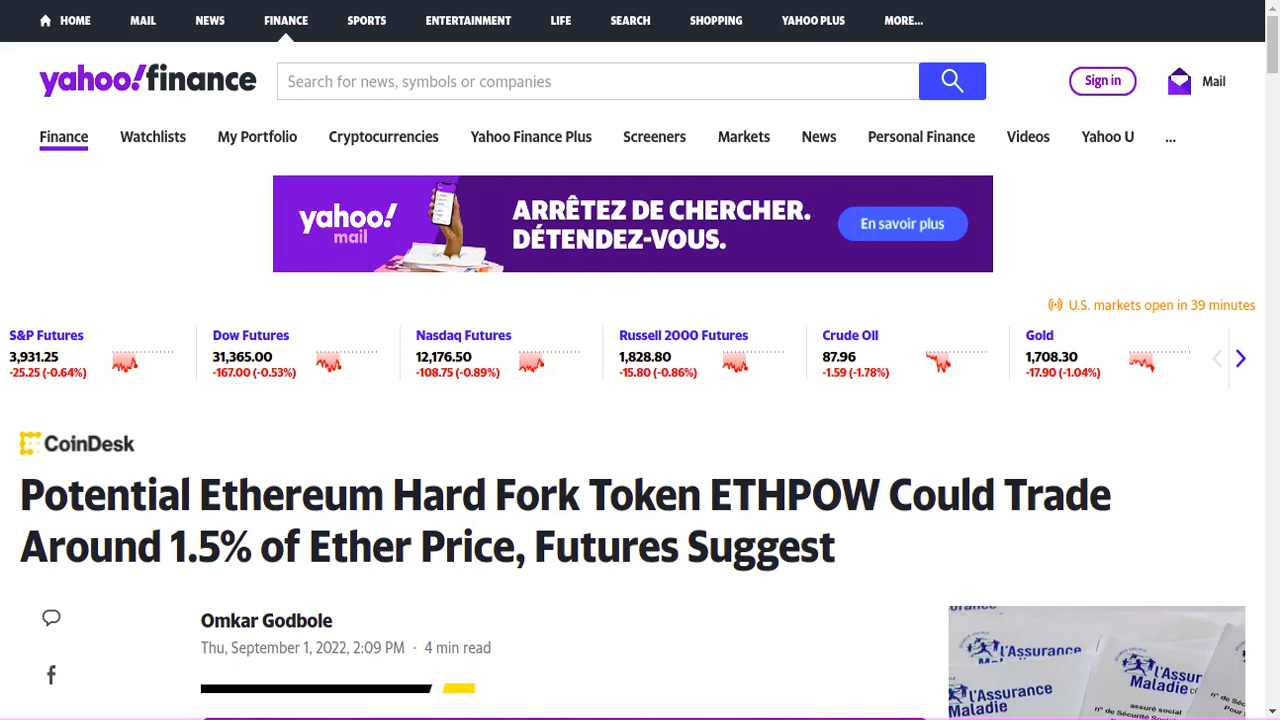 HOME MAIL NEWS FINANCE SPORTS ENTERTAINMENT LIFE SEARCH SHOPPING YAHOO PLUS MORE...
yahoo!finance
Search for news, symbols or companies
Sign in
Mail
Finance Watchlists My Portfolio Cryptocurrencies Yahoo Finance Plus Screeners Markets News Personal Finance Videos Yahoo U ...
yahoo!
mail
ARRÊTEZ DE CHERCHER.
DÉTENDEZ-VOUS.
En savoir plus
U.S. markets open in 39 minutes
S&P Futures
3,931.25
-25.25 (-0.64%)
Dow Futures
31,365.00
-167.00 (-0.53%)
Nasdaq Futures
12,176.50
-108.75 (-0.89%)
Russell 2000 Futures
1,828.80
-15.80 (-0.86%)
Crude Oil
87.96
-1.59 (-1.78%)
Gold
1,708.30
-17.90 (-1.04%)
CoinDesk
Potential Ethereum Hard Fork Token ETHPOW Could Trade
Around 1.5% of Ether Price, Futures Suggest
Omkar Godbole
Thu, September 1, 2022, 2:09 PM · 4 min read
l'Assurance
l'Assurance
Maladie
Maladie
assuré social
n° de Sécurité